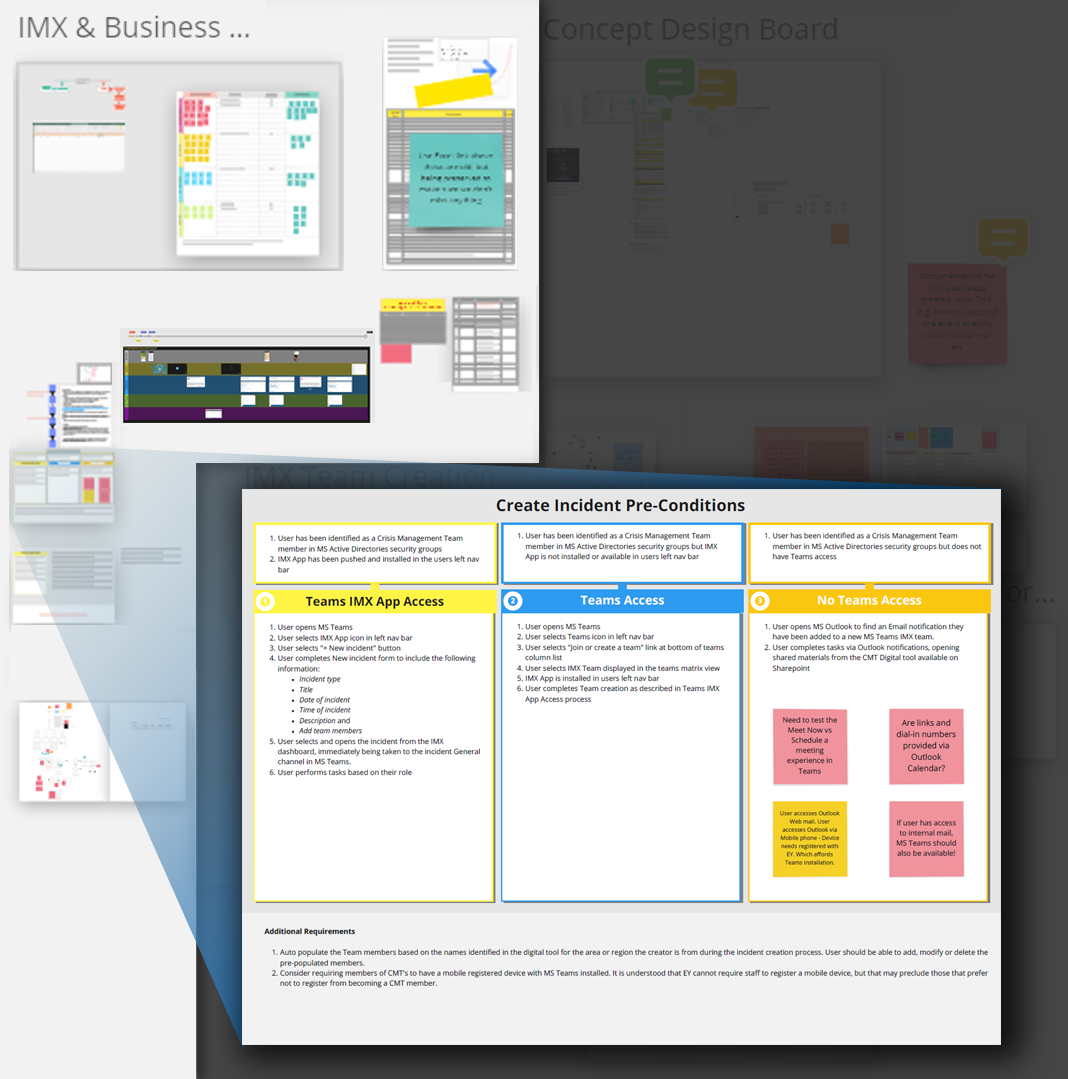 IMX & Business ...
Concept Design Board
IMX Team Creation
or...
Create Incident Pre-Conditions
1. User has been identified as a Crisis Management Team
member in MS Active Directories security groups
2. IMX App has been pushed and installed in the users left nav
bar
1. User has been identified as a Crisis Management Team
member in MS Active Directories security groups but IMX
App is not installed or available in users left nav bar
1. User has been identified as a Crisis Management Team
member in MS Active Directories security groups but does not
have Teams access
1 Teams IMX App Access
2 Teams Access
3 No Teams Access
1. User opens MS Teams
2. User selects IMX App icon in left nav bar
3. User selects "+ New incident" button
4. User completes New incident form to include the following
information:
• Incident type
• Title
• Date of incident
• Time of incident
• Description and
• Add team members
5. User selects and opens the incident from the IMX
dashboard, immediately being taken to the incident General
channel in MS Teams.
6. User performs tasks based on their role
1. User opens MS Teams
2. User selects Teams icon in left nav bar
3. User selects "Join or create a team" link at bottom of teams
column list
4. User selects IMX Team displayed in the teams matrix view
5. IMX App is installed in users left nav bar
6. User completes Team creation as described in Teams IMX
App Access process
1. User opens MS Outlook to find an Email notification they
have been added to a new MS Teams IMX team.
2. User completes tasks via Outlook notifications, opening
shared materials from the CMT Digital tool available on
Sharepoint
Need to test the
Meet Now vs
Schedule a
meeting
experience in
Teams
Are links and
dial-in numbers
provided via
Outlook
Calendar?
User accesses Outlook
Web mail. User
accesses Outlook via
Mobile phone - Device
needs registered with
EY. Which affords
Teams installation.
If user has access
to internal mail,
MS Teams should
also be available!
Additional Requirements
1. Auto populate the Team members based on the names identified in the digital tool for the area or region the creator is from during the incident creation process. User should be able to add, modify or delete the
pre-populated members.
2. Consider requiring members of CMT's to have a mobile registered device with MS Teams installed. It is understood that EY cannot require staff to register a mobile device, but that may preclude those that prefer
not to register from becoming a CMT member.